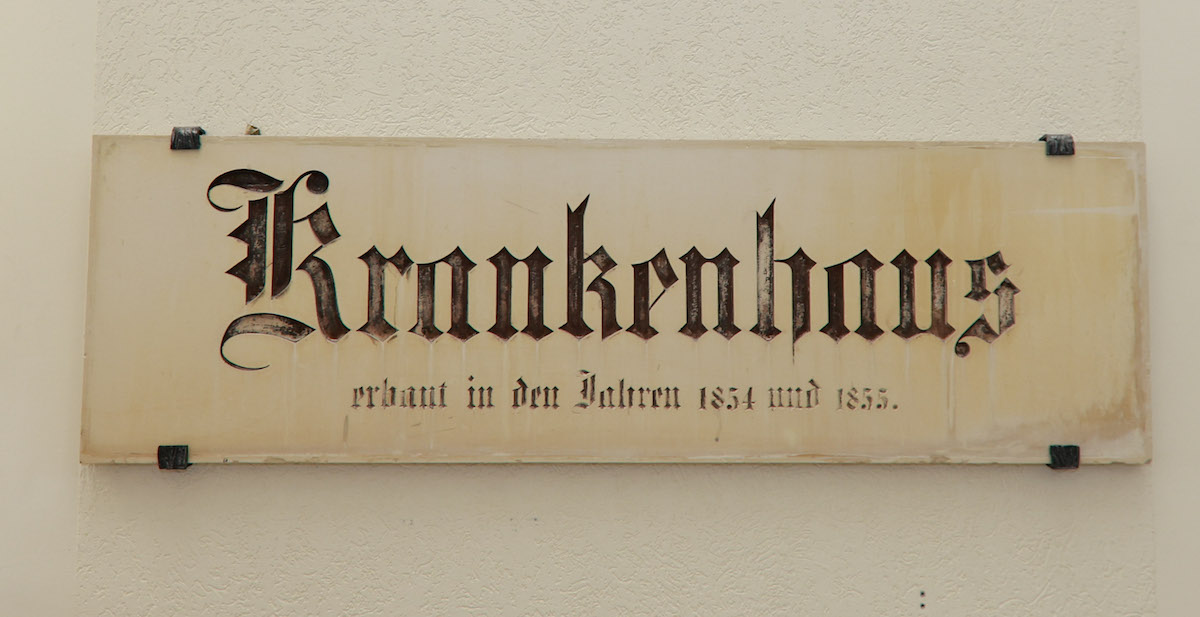 Krankenhaus
erbaut in den Jahren 1854 und 1855.